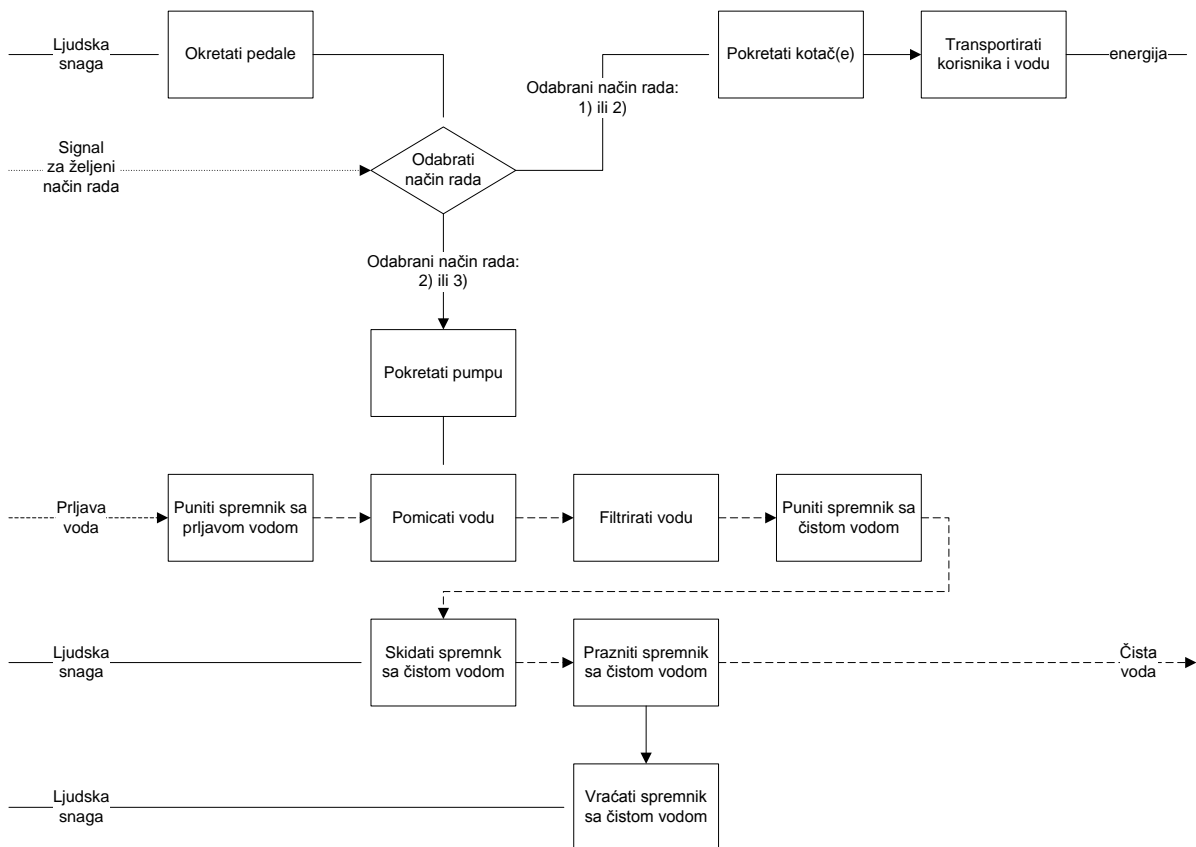 Ljudska
snaga
Okretati pedale
Pokretati kotač(e)
Transportirati
korisnika i vodu
energija
Odabrani način rada:
1) ili 2)
Signal
za željeni
način rada
Odabrati
način rada
Odabrani način rada:
2) ili 3)
Pokretati pumpu
Prljava
voda
Puniti spremnik sa
prljavom vodom
Pomicati vodu
Filtrirati vodu
Puniti spremnik sa
čistom vodom
Ljudska
snaga
Skidati spremnk
sa čistom vodom
Prazniti spremnik
sa čistom vodom
Čista
voda
Ljudska
snaga
Vraćati spremnik
sa čistom vodom